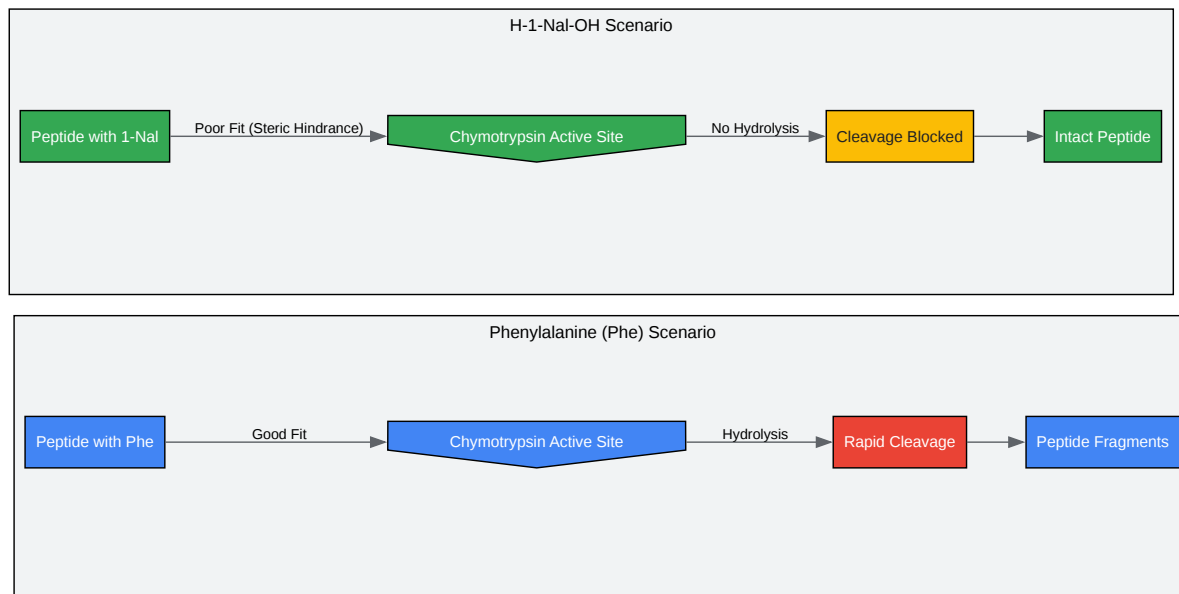 H-1-Nal-OH Scenario
Peptide with 1-Nal
Poor Fit (Steric Hindrance)
Chymotrypsin Active Site
No Hydrolysis
Cleavage Blocked
Intact Peptide
Phenylalanine (Phe) Scenario
Peptide with Phe
Good Fit
Chymotrypsin Active Site
Hydrolysis
Rapid Cleavage
Peptide Fragments